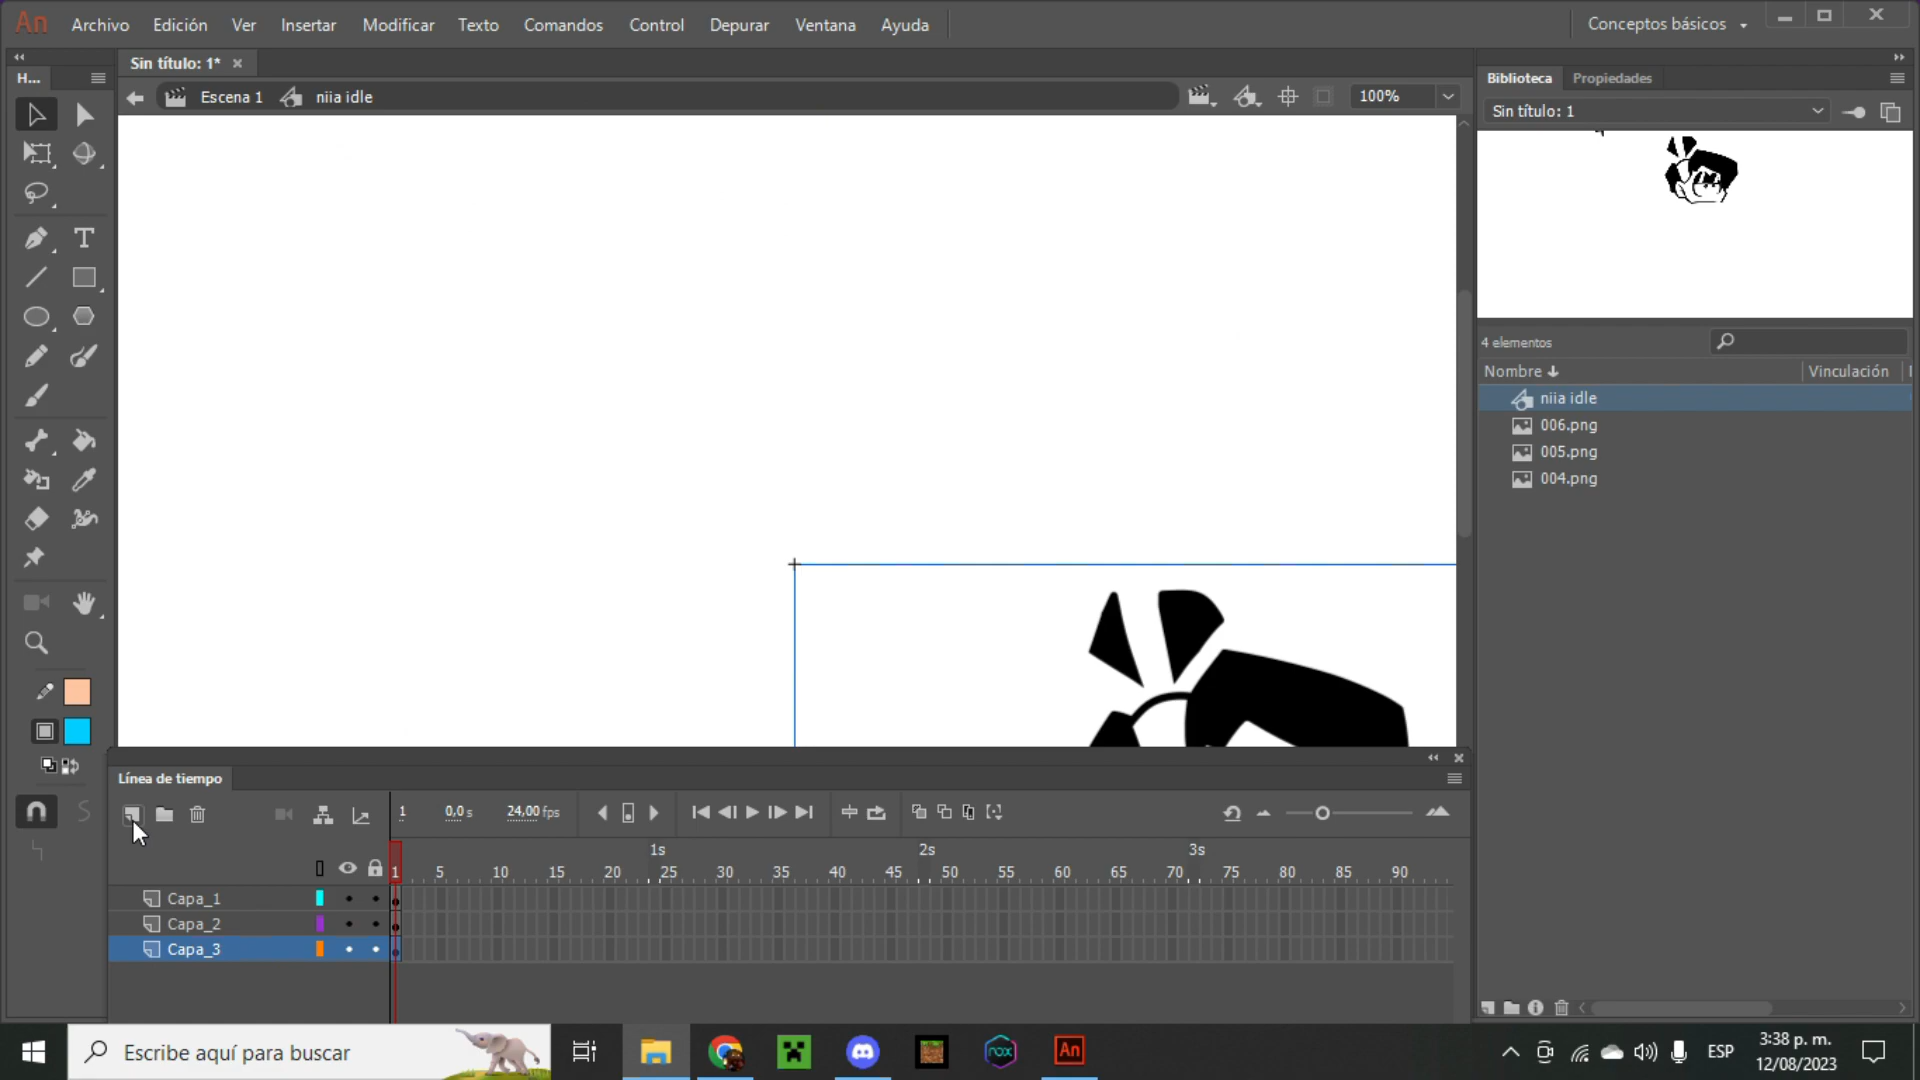 An Archivo Edición Ver Insertar Modificar Texto Comandos Control Depurar Ventana Ayuda Conceptos básicos
H... Sin título: 1* Biblioteca Propiedades
Escena 1 niia idle 100% Sin título: 1
4 elementos
Nombre Vinculación
niia idle
006.png
005.png
004.png
Línea de tiempo
1 0,0 s 24,00 fps
1s 2s 3s
1 5 10 15 20 25 30 35 40 45 50 55 60 65 70 75 80 85 90
Capa_1
Capa_2
Capa_3
Escribe aquí para buscar nox An ESP 3:38 p. m.
12/08/2023